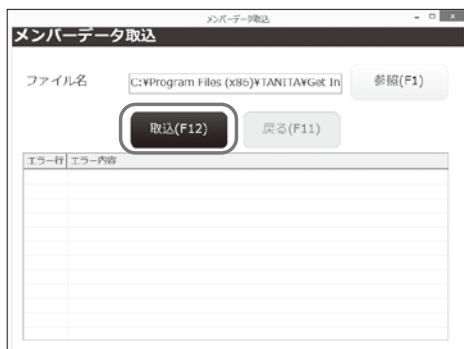 メンバーデータ取込
メンバーデータ取込
ファイル名 C:¥Program Files (x86)¥TANITA¥Get In 参照(F1)
取込(F12) 戻る(F11)
エラー行 エラー内容